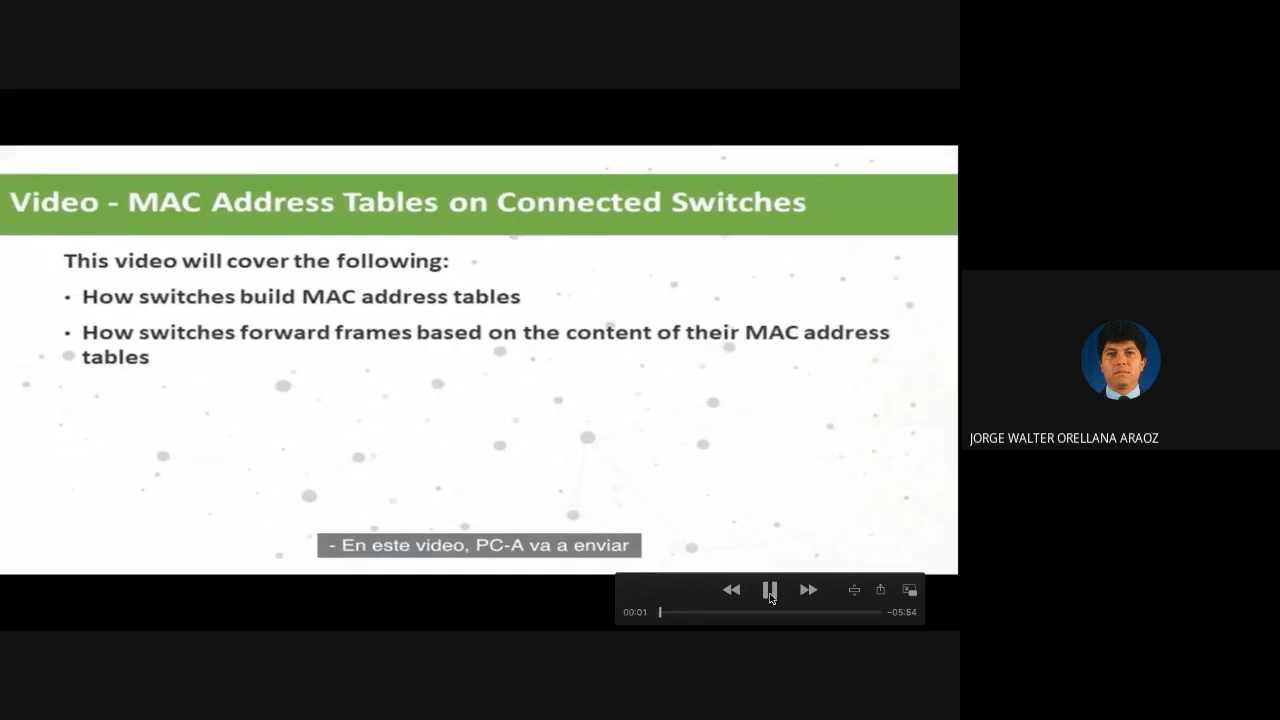 Video - MAC Address Tables on Connected Switches
This video will cover the following:
• How switches build MAC address tables
• How switches forward frames based on the content of their MAC address
tables
- En este video, PC-A va a enviar
00:01
-05:54
JORGE WALTER ORELLANA ARAOZ